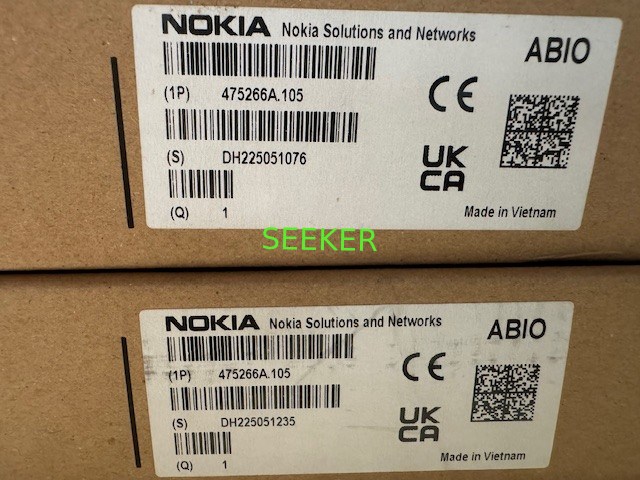 NOKIA Nokia Solutions and Networks
ABIO
(1P) 475266A.105
CE
(S) DH225051076
UK
CA
(Q) 1
Made in Vietnam
SEEKER
NOKIA Nokia Solutions and Networks
ABIO
(1P) 475266A.105
CE
(S) DH225051235
UK
CA
(Q) 1
Made in Vietnam